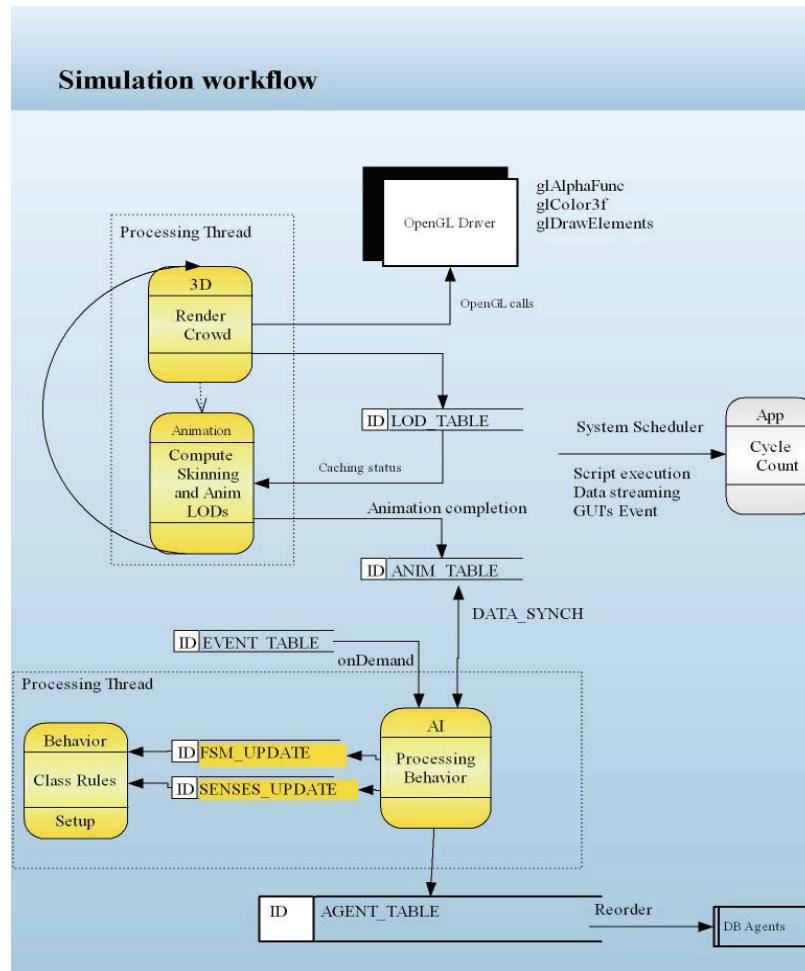 Simulation workflow
OpenGL Driver
glAlphaFunc
glColor3f
glDrawElements
Processing Thread
3D
Render
Crowd
OpenGL calls
Animation
Compute
Skinning
and Anim
LODs
ID LOD_TABLE
Caching status
Animation completion
ID ANIM_TABLE
System Scheduler
Script execution
Data streaming
GUI's Event
App
Cycle
Count
DATA_SYNCH
ID EVENT_TABLE
onDemand
Processing Thread
Behavior
Class Rules
Setup
ID FSM_UPDATE
ID SENSES_UPDATE
AI
Processing
Behavior
ID AGENT_TABLE
Reorder
DB Agents